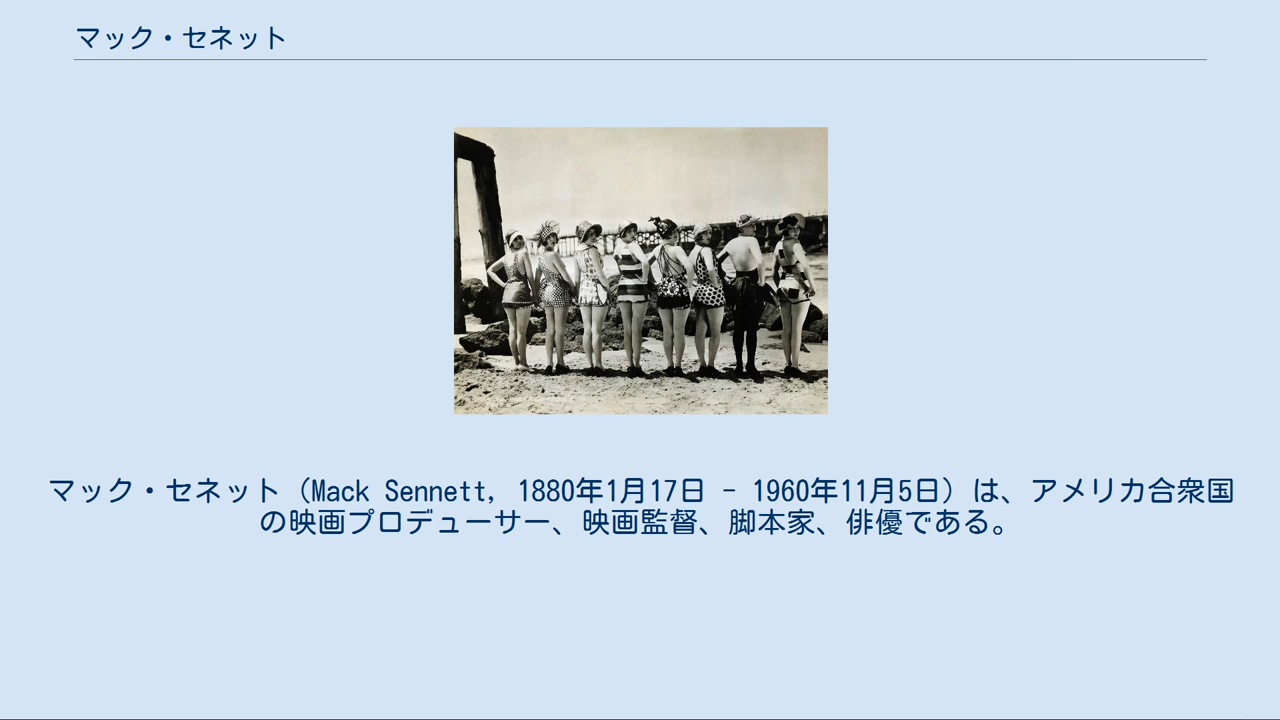 マック・セネット
マック・セネット（Mack Sennett, 1880年1月17日 - 1960年11月5日）は、アメリカ合衆国
の映画プロデューサー、映画監督、脚本家、俳優である。